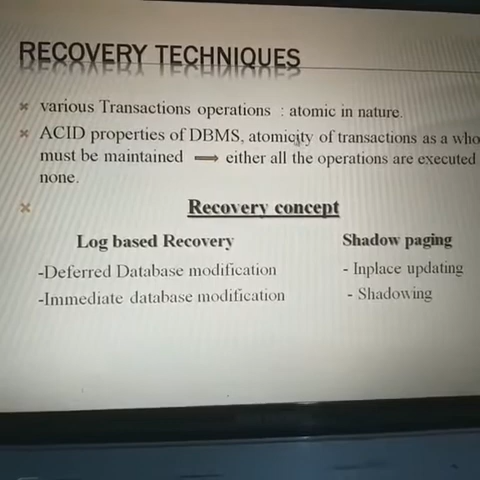 RECOVERY TECHNIQUES
various Transactions operations : atomic in nature.
ACID properties of DBMS, atomicity of transactions as a who
must be maintained ⟹ either all the operations are executed
none.
Recovery concept
Log based Recovery Shadow paging
-Deferred Database modification - Inplace updating
-Immediate database modification - Shadowing